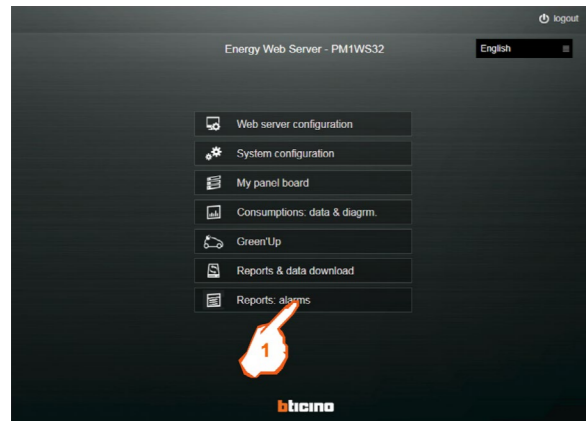 logout
Energy Web Server - PM1WS32
English
Web server configuration
System configuration
My panel board
Consumptions: data & diagrm.
Green'Up
Reports & data download
Reports: alarms
1
bticino